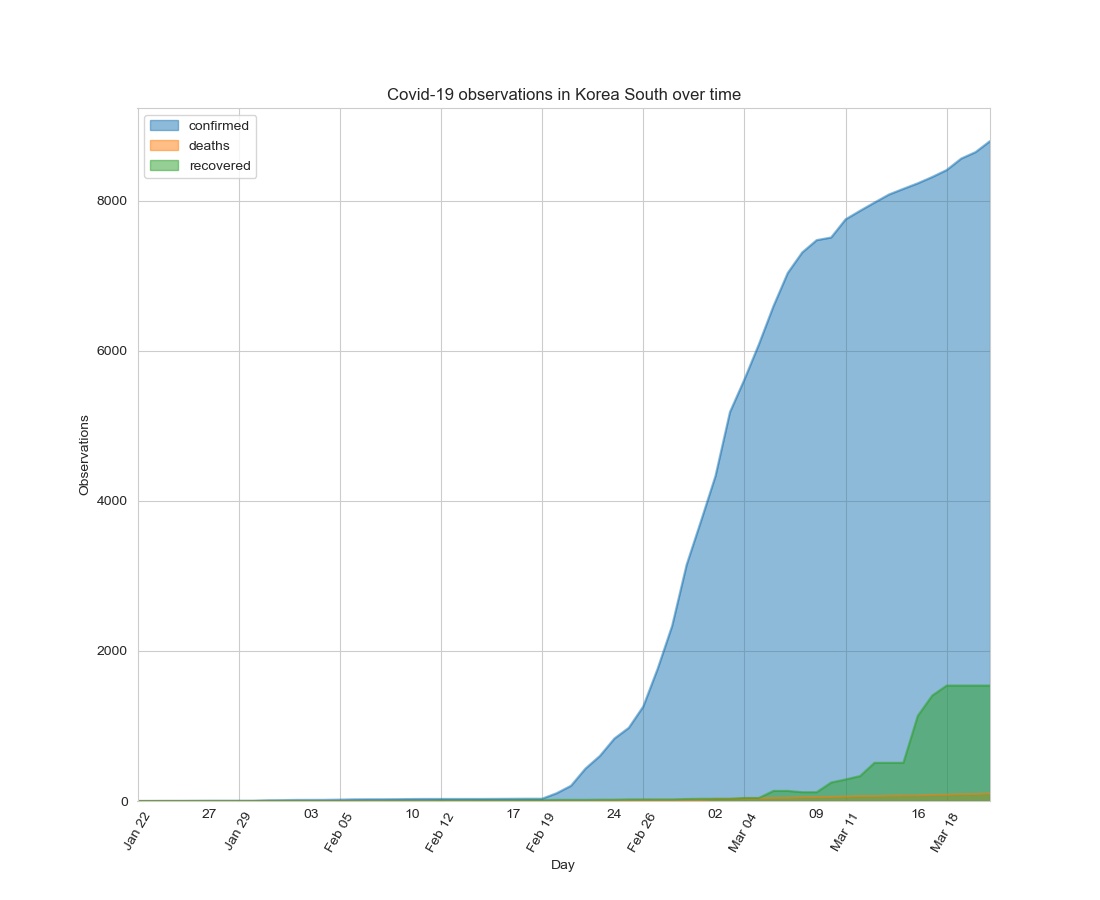 Covid-19 observations in Korea South over time
confirmed
deaths
recovered
8000
6000
4000
2000
0
Observations
Jan 22
27
Jan 29
03
Feb 05
10
Feb 12
17
Feb 19
24
Feb 26
02
Mar 04
09
Mar 11
16
Mar 18
Day